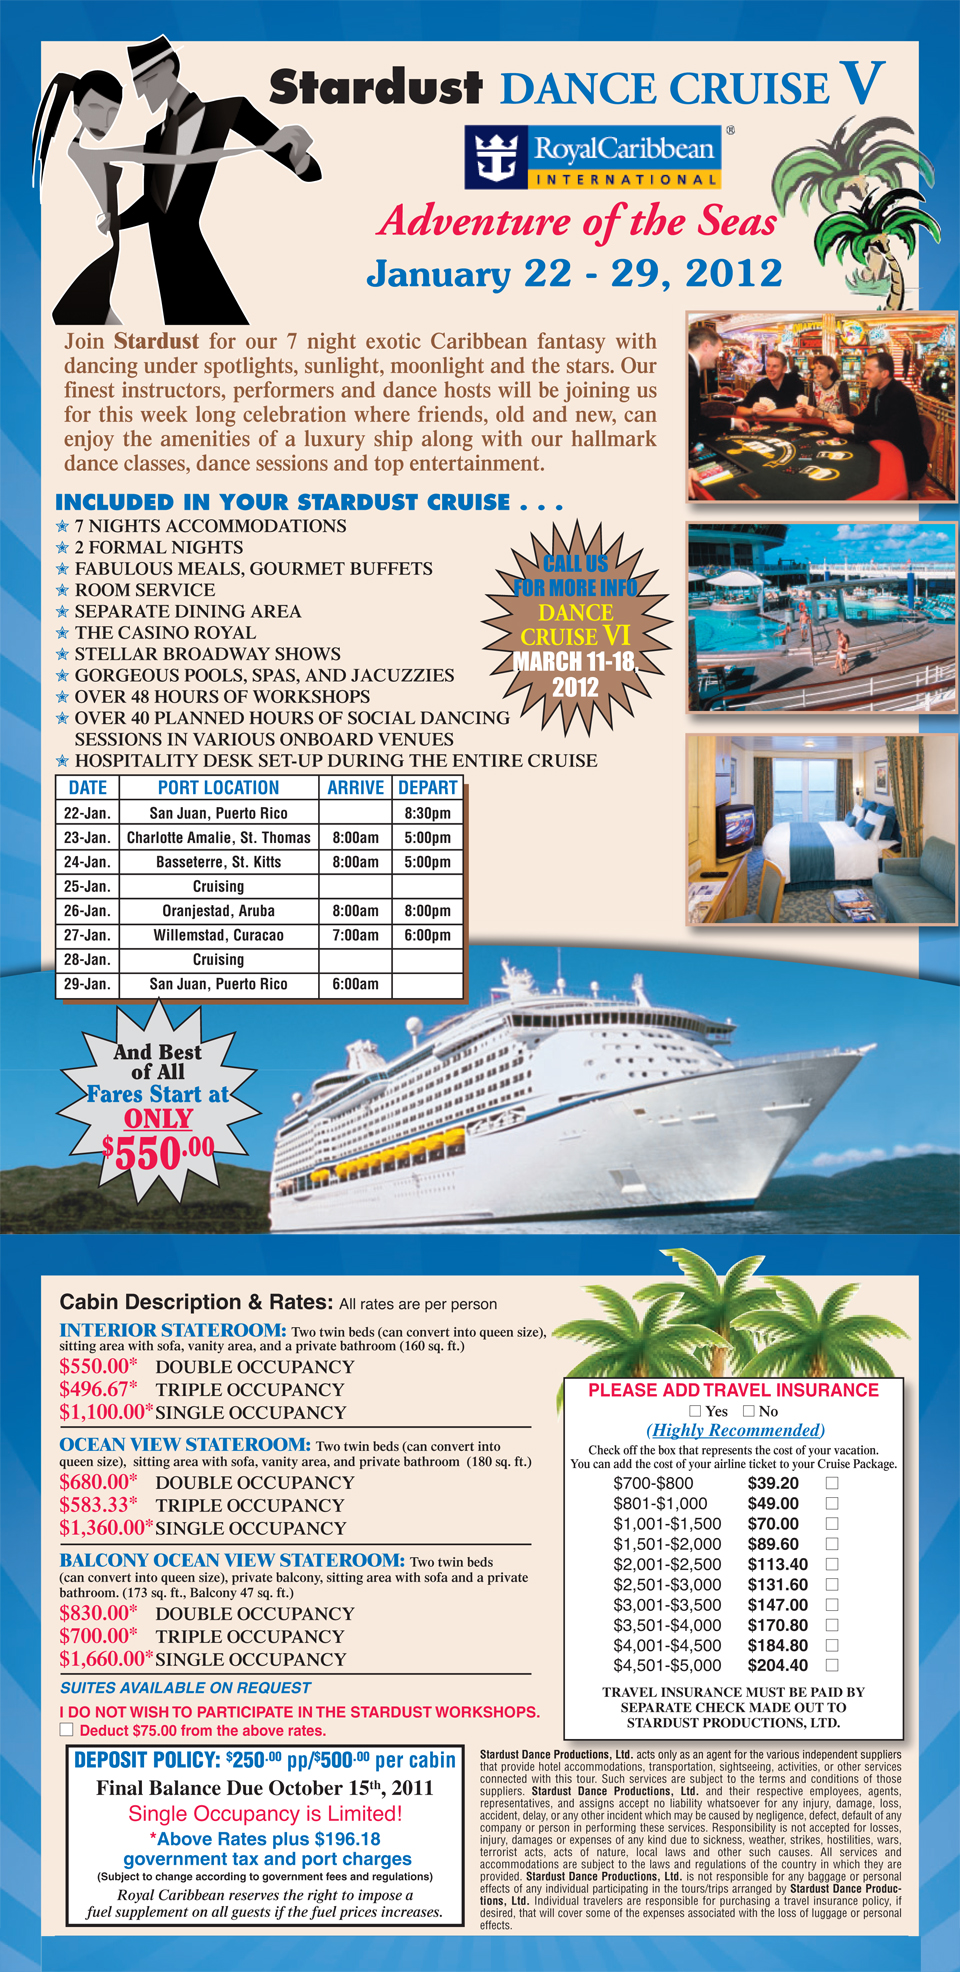 Stardust DANCE CRUISE V
RoyalCaribbean®
INTERNATIONAL
Adventure of the Seas
January 22 - 29, 2012
Join Stardust for our 7 night exotic Caribbean fantasy with
dancing under spotlights, sunlight, moonlight and the stars. Our
finest instructors, performers and dance hosts will be joining us
for this week long celebration where friends, old and new, can
enjoy the amenities of a luxury ship along with our hallmark
dance classes, dance sessions and top entertainment.
INCLUDED IN YOUR STARDUST CRUISE . . .
7 NIGHTS ACCOMMODATIONS
2 FORMAL NIGHTS
FABULOUS MEALS, GOURMET BUFFETS
ROOM SERVICE
SEPARATE DINING AREA
THE CASINO ROYAL
STELLAR BROADWAY SHOWS
GORGEOUS POOLS, SPAS, AND JACUZZIES
OVER 48 HOURS OF WORKSHOPS
OVER 40 PLANNED HOURS OF SOCIAL DANCING
SESSIONS IN VARIOUS ONBOARD VENUES
HOSPITALITY DESK SET-UP DURING THE ENTIRE CRUISE
CALL US
FOR MORE INFO
DANCE
CRUISE VI
MARCH 11-18,
2012
DATE PORT LOCATION ARRIVE DEPART
22-Jan. San Juan, Puerto Rico 8:30pm
23-Jan. Charlotte Amalie, St. Thomas 8:00am 5:00pm
24-Jan. Basseterre, St. Kitts 8:00am 5:00pm
25-Jan. Cruising
26-Jan. Oranjestad, Aruba 8:00am 8:00pm
27-Jan. Willemstad, Curacao 7:00am 6:00pm
28-Jan. Cruising
29-Jan. San Juan, Puerto Rico 6:00am
And Best
of All
Fares Start at
ONLY
$550.00
Cabin Description & Rates: All rates are per person
INTERIOR STATEROOM: Two twin beds (can convert into queen size),
sitting area with sofa, vanity area, and a private bathroom (160 sq. ft.)
$550.00* DOUBLE OCCUPANCY
$496.67* TRIPLE OCCUPANCY
$1,100.00* SINGLE OCCUPANCY
OCEAN VIEW STATEROOM: Two twin beds (can convert into
queen size), sitting area with sofa, vanity area, and private bathroom (180 sq. ft.)
$680.00* DOUBLE OCCUPANCY
$583.33* TRIPLE OCCUPANCY
$1,360.00* SINGLE OCCUPANCY
BALCONY OCEAN VIEW STATEROOM: Two twin beds
(can convert into queen size), private balcony, sitting area with sofa and a private
bathroom. (173 sq. ft., Balcony 47 sq. ft.)
$830.00* DOUBLE OCCUPANCY
$700.00* TRIPLE OCCUPANCY
$1,660.00* SINGLE OCCUPANCY
SUITES AVAILABLE ON REQUEST
I DO NOT WISH TO PARTICIPATE IN THE STARDUST WORKSHOPS.
Deduct $75.00 from the above rates.
DEPOSIT POLICY: $250.00 pp/$500.00 per cabin
Final Balance Due October 15th, 2011
Single Occupancy is Limited!
*Above Rates plus $196.18
government tax and port charges
(Subject to change according to government fees and regulations)
Royal Caribbean reserves the right to impose a
fuel supplement on all guests if the fuel prices increases.
PLEASE ADD TRAVEL INSURANCE
Yes No
(Highly Recommended)
Check off the box that represents the cost of your vacation.
You can add the cost of your airline ticket to your Cruise Package.
$700-$800 $39.20
$801-$1,000 $49.00
$1,001-$1,500 $70.00
$1,501-$2,000 $89.60
$2,001-$2,500 $113.40
$2,501-$3,000 $131.60
$3,001-$3,500 $147.00
$3,501-$4,000 $170.80
$4,001-$4,500 $184.80
$4,501-$5,000 $204.40
TRAVEL INSURANCE MUST BE PAID BY
SEPARATE CHECK MADE OUT TO
STARDUST PRODUCTIONS, LTD.
Stardust Dance Productions, Ltd. acts only as an agent for the various independent suppliers
that provide hotel accommodations, transportation, sightseeing, activities, or other services
connected with this tour. Such services are subject to the terms and conditions of those
suppliers. Stardust Dance Productions, Ltd. and their respective employees, agents,
representatives, and assigns accept no liability whatsoever for any injury, damage, loss,
accident, delay, or any other incident which may be caused by negligence, defect, default of any
company or person in performing these services. Responsibility is not accepted for losses,
injury, damages or expenses of any kind due to sickness, weather, strikes, hostilities, wars,
terrorist acts, acts of nature, local laws and other such causes. All services and
accommodations are subject to the laws and regulations of the country in which they are
provided. Stardust Dance Productions, Ltd. is not responsible for any baggage or personal
effects of any individual participating in the tours/trips arranged by Stardust Dance Produc-
tions, Ltd. Individual travelers are responsible for purchasing a travel insurance policy, if
desired, that will cover some of the expenses associated with the loss of luggage or personal
effects.